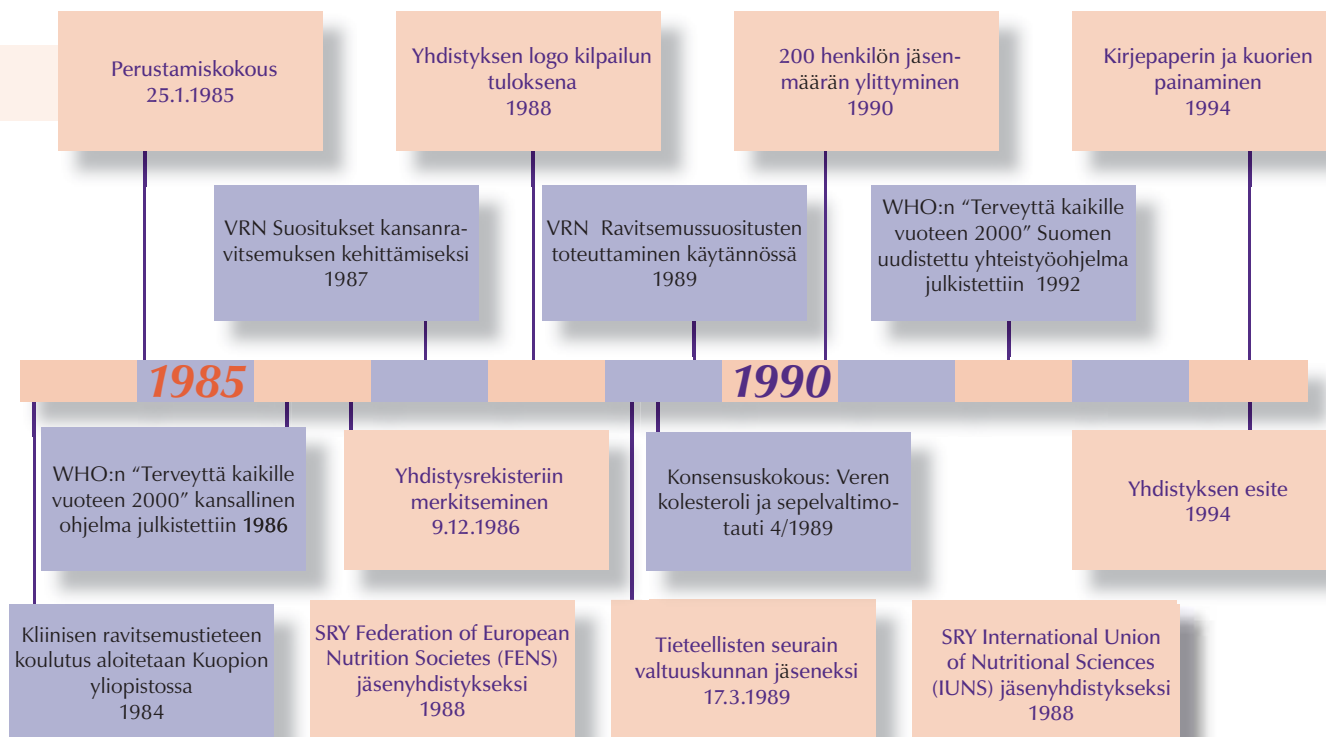 Perustamiskokous
25.1.1985
Yhdistyksen logo kilpailun
tuloksena
1988
200 henkilön jäsen-
määrän ylittyminen
1990
Kirjepaperin ja kuorien
painaminen
1994
VRN Suositukset kansanra-
vitsemuksen kehittämiseksi
1987
VRN Ravitsemussuositusten
toteuttaminen käytännössä
1989
WHO:n “Terveyttä kaikille
vuoteen 2000” Suomen
uudistettu yhteistyöohjelma
julkistettiin 1992
1985
1990
WHO:n “Terveyttä kaikille
vuoteen 2000” kansallinen
ohjelma julkistettiin 1986
Yhdistysrekisteriin
merkitseminen
9.12.1986
Konsensuskokous: Veren
kolesteroli ja sepelvaltimo-
tauti 4/1989
Yhdistyksen esite
1994
Kliinisen ravitsemustieteen
koulutus aloitetaan Kuopion
yliopistossa
1984
SRY Federation of European
Nutrition Societes (FENS)
jäsenyhdistykseksi
1988
Tieteellisten seurain
valtuuskunnan jäseneksi
17.3.1989
SRY International Union
of Nutritional Sciences
(IUNS) jäsenyhdistykseksi
1988